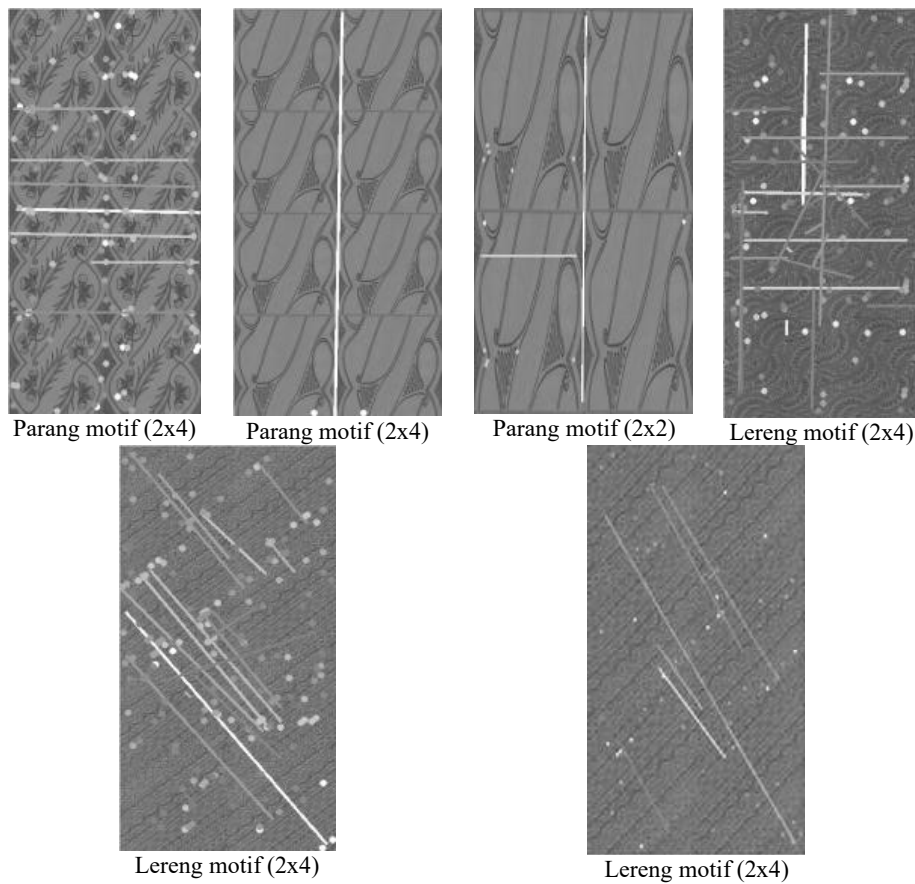 Parang motif (2x4)
Parang motif (2x4)
Parang motif (2x2)
Lereng motif (2x4)
Lereng motif (2x4)
Lereng motif (2x4)